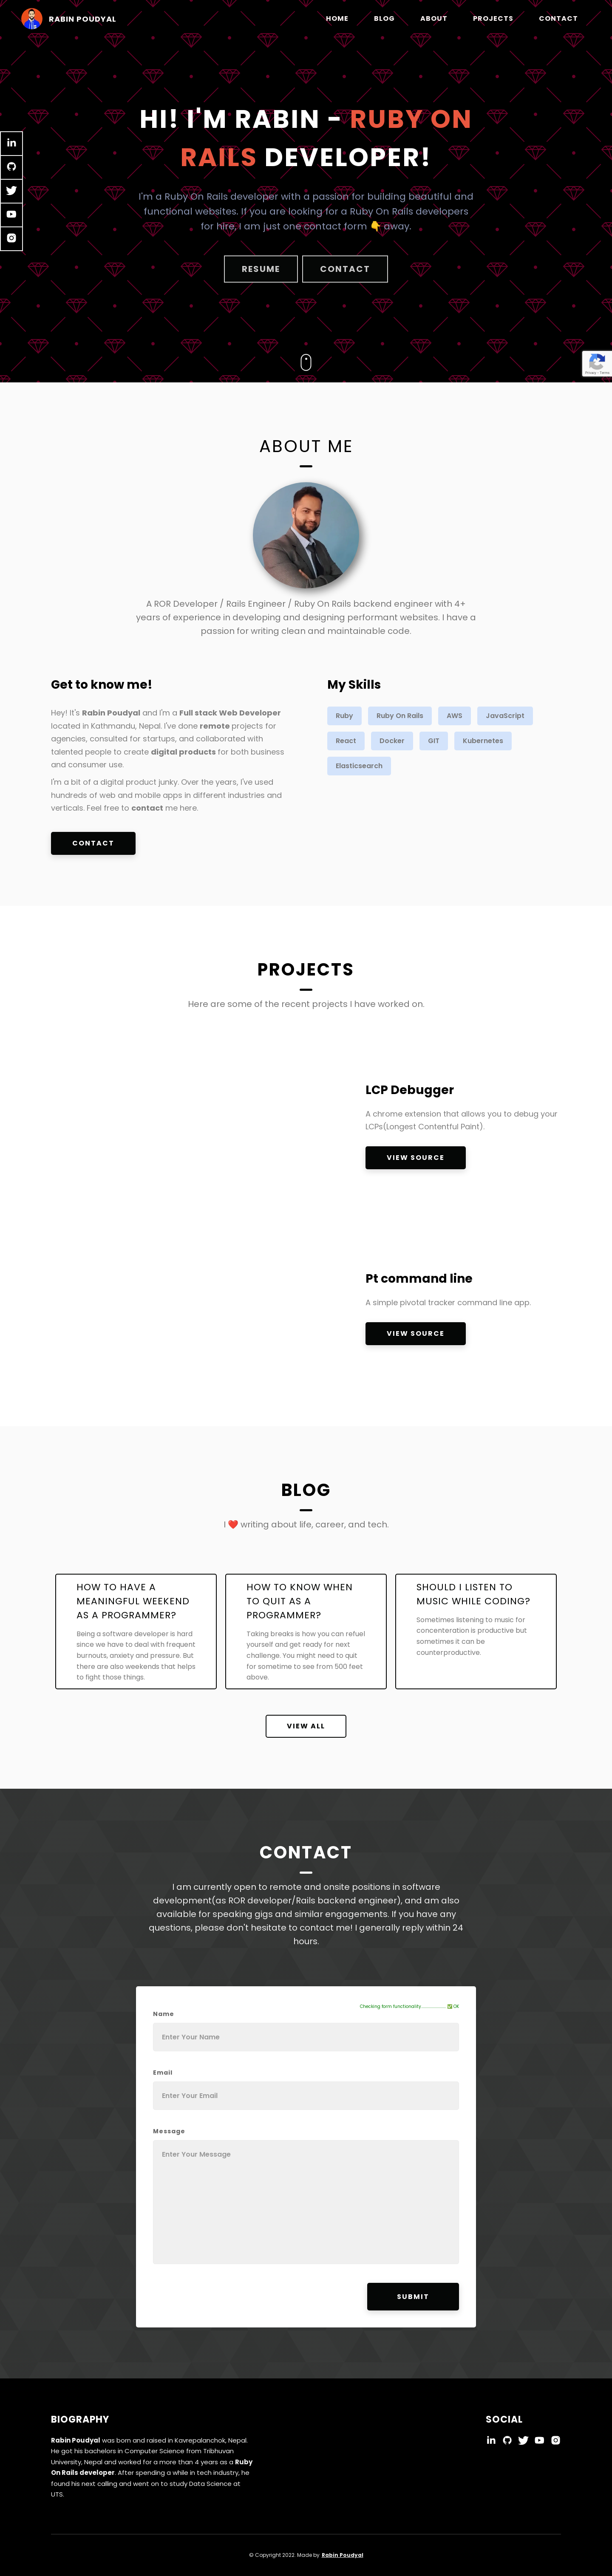 RABIN POUDYAL
HOME BLOG ABOUT PROJECTS CONTACT
HI! I'M RABIN - RUBY ON
RAILS DEVELOPER!
I'm a Ruby On Rails developer with a passion for building beautiful and
functional websites. If you are looking for a Ruby On Rails developers
for hire, I am just one contact form 👇 away.
RESUME
CONTACT
Privacy - Terms
ABOUT ME
A ROR Developer / Rails Engineer / Ruby On Rails backend engineer with 4+
years of experience in developing and designing performant websites. I have a
passion for writing clean and maintainable code.
Get to know me!
Hey! It's Rabin Poudyal and I'm a Full stack Web Developer
located in Kathmandu, Nepal. I've done remote projects for
agencies, consulted for startups, and collaborated with
talented people to create digital products for both business
and consumer use.
I'm a bit of a digital product junky. Over the years, I've used
hundreds of web and mobile apps in different industries and
verticals. Feel free to contact me here.
CONTACT
My Skills
Ruby
Ruby On Rails
AWS
JavaScript
React
Docker
GIT
Kubernetes
Elasticsearch
PROJECTS
Here are some of the recent projects I have worked on.
LCP Debugger
A chrome extension that allows you to debug your
LCPs(Longest Contentful Paint).
VIEW SOURCE
Pt command line
A simple pivotal tracker command line app.
VIEW SOURCE
BLOG
I ❤️ writing about life, career, and tech.
HOW TO HAVE A
MEANINGFUL WEEKEND
AS A PROGRAMMER?
Being a software developer is hard
since we have to deal with frequent
burnouts, anxiety and pressure. But
there are also weekends that helps
to fight those things.
HOW TO KNOW WHEN
TO QUIT AS A
PROGRAMMER?
Taking breaks is how you can refuel
yourself and get ready for next
challenge. You might need to quit
for sometime to see from 500 feet
above.
SHOULD I LISTEN TO
MUSIC WHILE CODING?
Sometimes listening to music for
concenteration is productive but
sometimes it can be
counterproductive.
VIEW ALL
CONTACT
I am currently open to remote and onsite positions in software
development(as ROR developer/Rails backend engineer), and am also
available for speaking gigs and similar engagements. If you have any
questions, please don't hesitate to contact me! I generally reply within 24
hours.
Checking form functionality...................... ✅ OK
Name
Enter Your Name
Email
Enter Your Email
Message
Enter Your Message
SUBMIT
BIOGRAPHY
Rabin Poudyal was born and raised in Kavrepalanchok, Nepal.
He got his bachelors in Computer Science from Tribhuvan
University, Nepal and worked for a more than 4 years as a Ruby
On Rails developer. After spending a while in tech industry, he
found his next calling and went on to study Data Science at
UTS.
SOCIAL
© Copyright 2022. Made by Rabin Poudyal